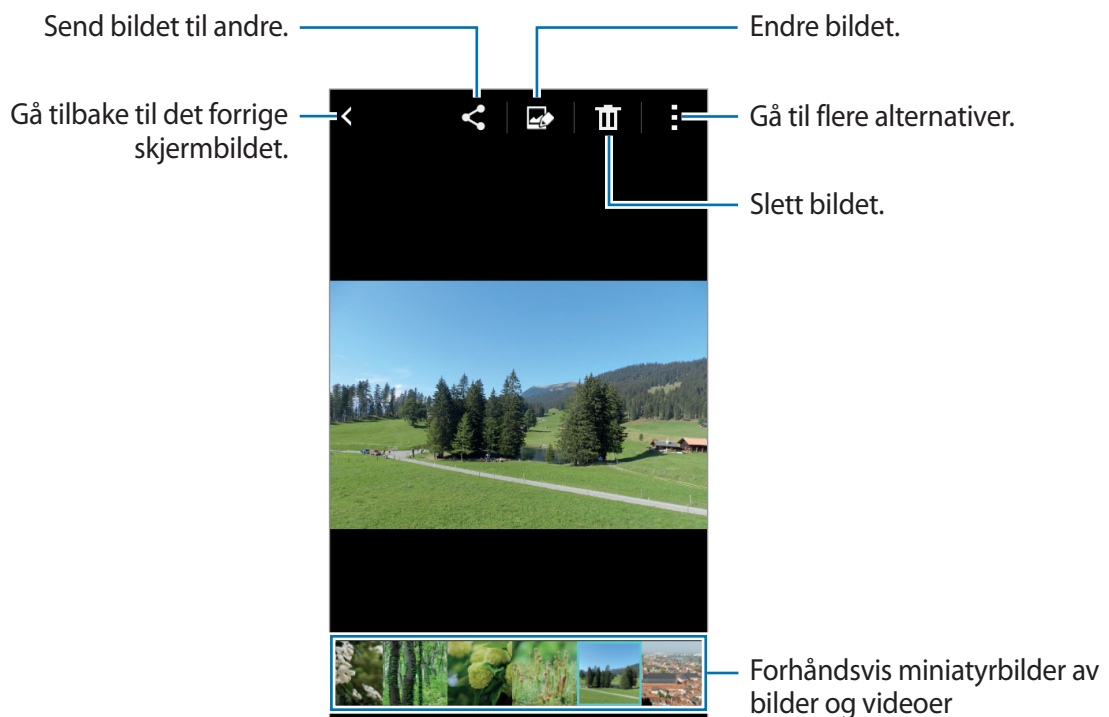 Send bildet til andre.
Endre bildet.
Gå tilbake til det forrige
skjermbildet.
Gå til flere alternativer.
Slett bildet.
Forhåndsvis miniatyrbilder av
bilder og videoer